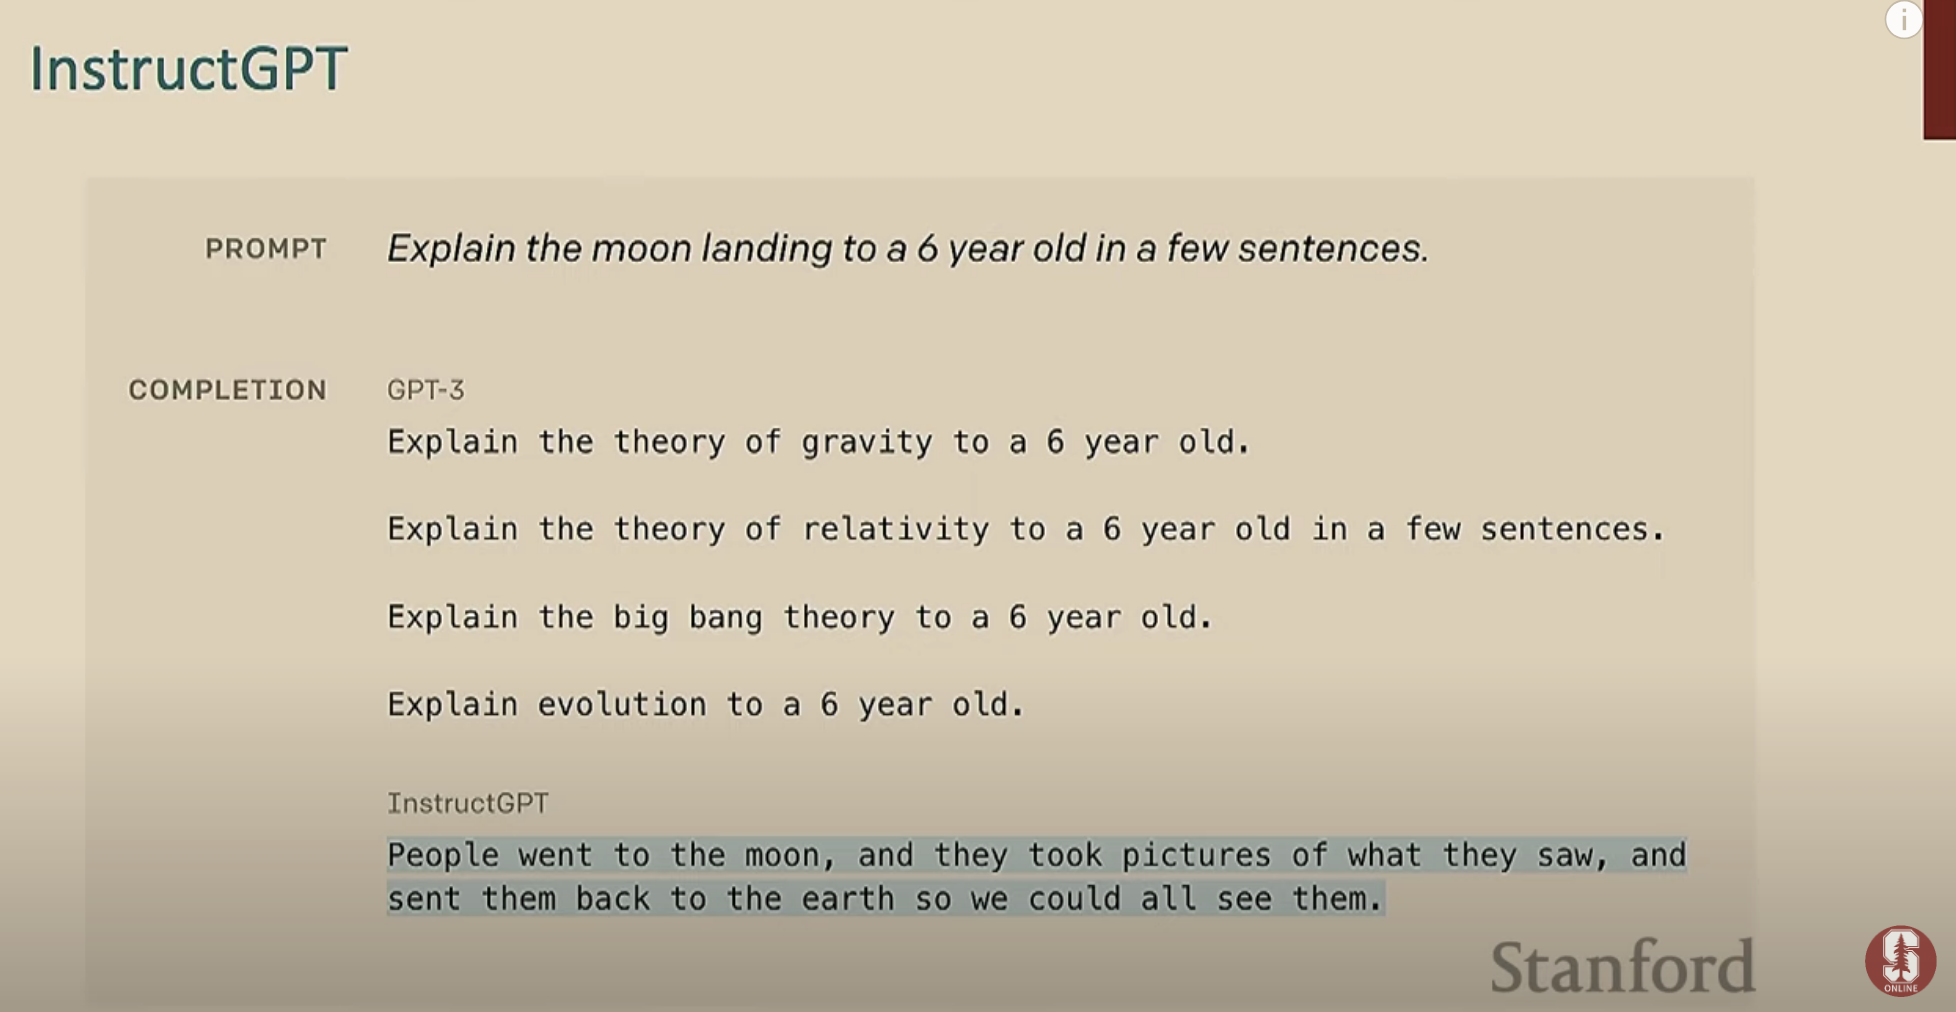 InstructGPT
PROMPT
Explain the moon landing to a 6 year old in a few sentences.
COMPLETION
GPT-3
Explain the theory of gravity to a 6 year old.
Explain the theory of relativity to a 6 year old in a few sentences.
Explain the big bang theory to a 6 year old.
Explain evolution to a 6 year old.
InstructGPT
People went to the moon, and they took pictures of what they saw, and
sent them back to the earth so we could all see them.
Stanford
S
ONLINE
i